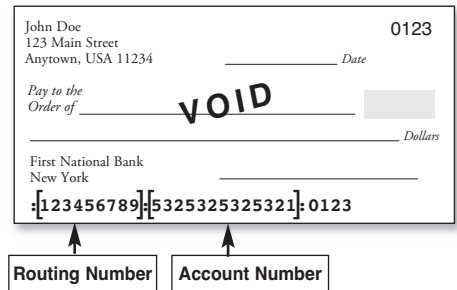 John Doe 0123
123 Main Street
Anytown, USA 11234 Date
Pay to the
Order of VOID
Dollars
First National Bank
New York
:[123456789]:[5325325325321]:0123
Routing Number Account Number